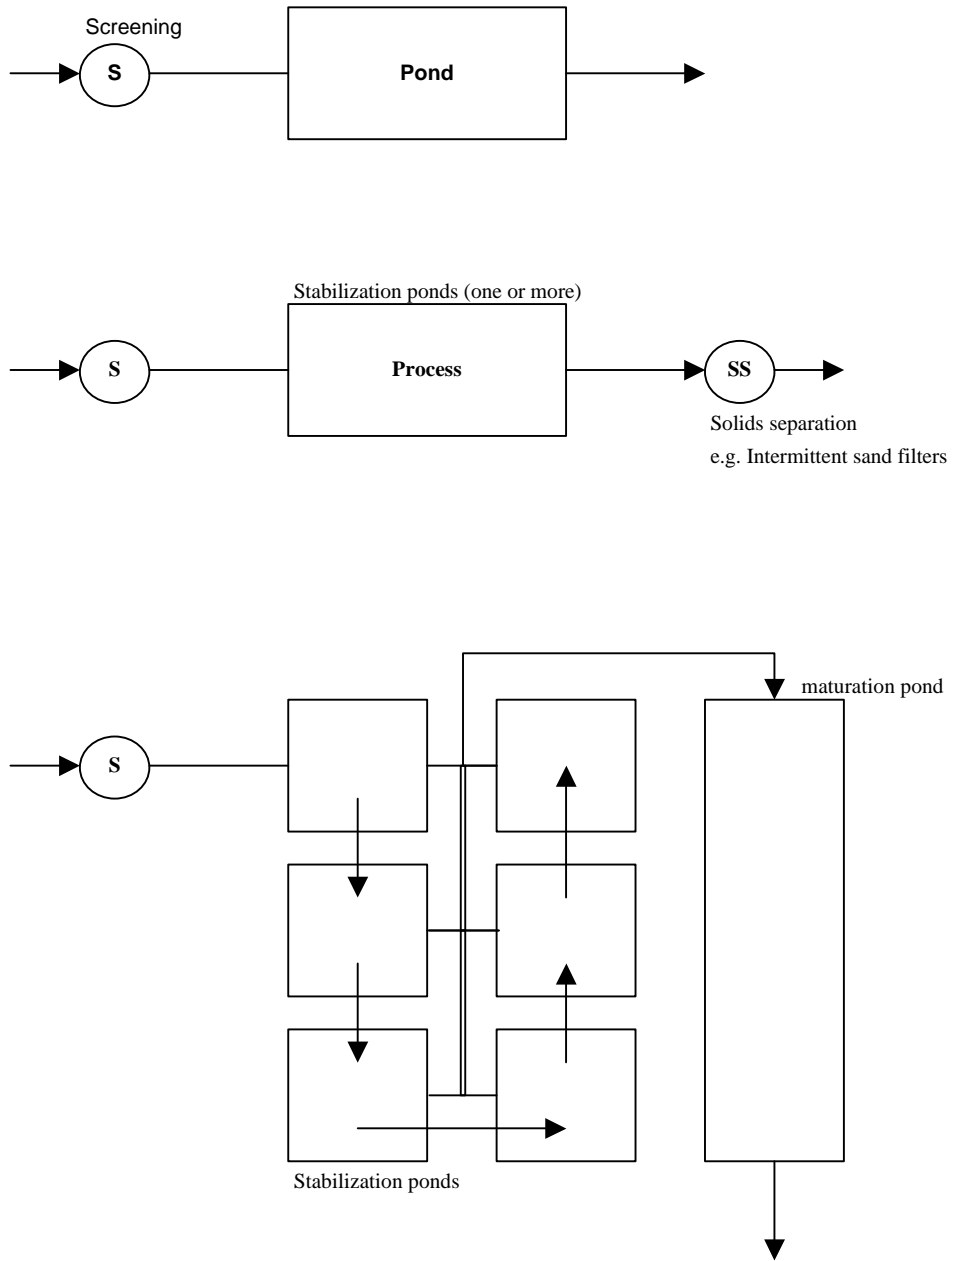 Screening
S
Pond
Stabilization ponds (one or more)
S
Process
SS
Solids separation
e.g. Intermittent sand filters
maturation pond
S
Stabilization ponds